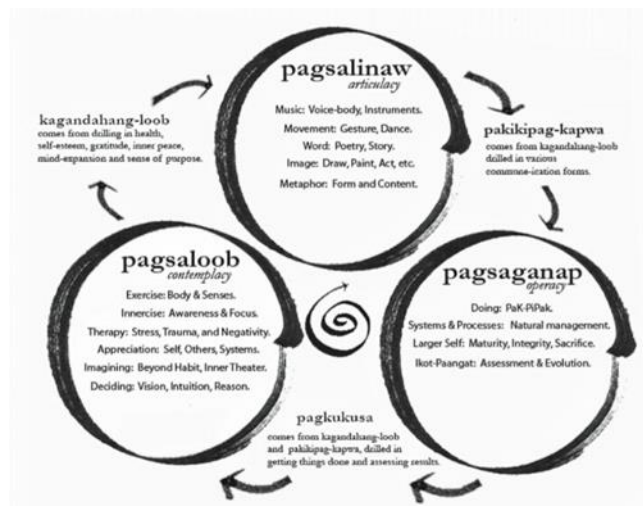 pagsalinaw
articulacy
Music: Voice-body, Instruments.
Movement: Gesture, Dance.
Word: Poetry, Story.
Image: Draw, Paint, Act, etc.
Metaphor: Form and Content.
kagandahang-loob
comes from drilling in health,
self-esteem, gratitude, inner peace,
mind-expansion and sense of purpose.
pakikipag-kapwa
comes from kagandahang-loob
drilled in various
commune-ication forms.
pagsaloob
contemplacy
Exercise: Body & Senses.
Innercise: Awareness & Focus.
Therapy: Stress, Trauma, and Negativity.
Appreciation: Self, Others, Systems.
Imagining: Beyond Habit, Inner Theater.
Deciding: Vision, Intuition, Reason.
pagsaganap
operacy
Doing: PaK-PiPak.
Systems & Processes: Natural management.
Larger Self: Maturity, Integrity, Sacrifice.
Ikot-Paangat: Assessment & Evolution.
pagkukusa
comes from kagandahang-loob
and pakikipag-kapwa, drilled in
getting things done and assessing results.